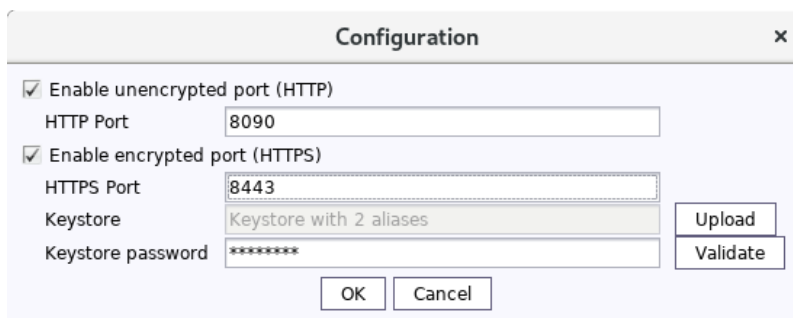 Configuration ×
Enable unencrypted port (HTTP)
HTTP Port 8090
Enable encrypted port (HTTPS)
HTTPS Port 8443
Keystore Keystore with 2 aliases Upload
Keystore password ******** Validate
OK Cancel